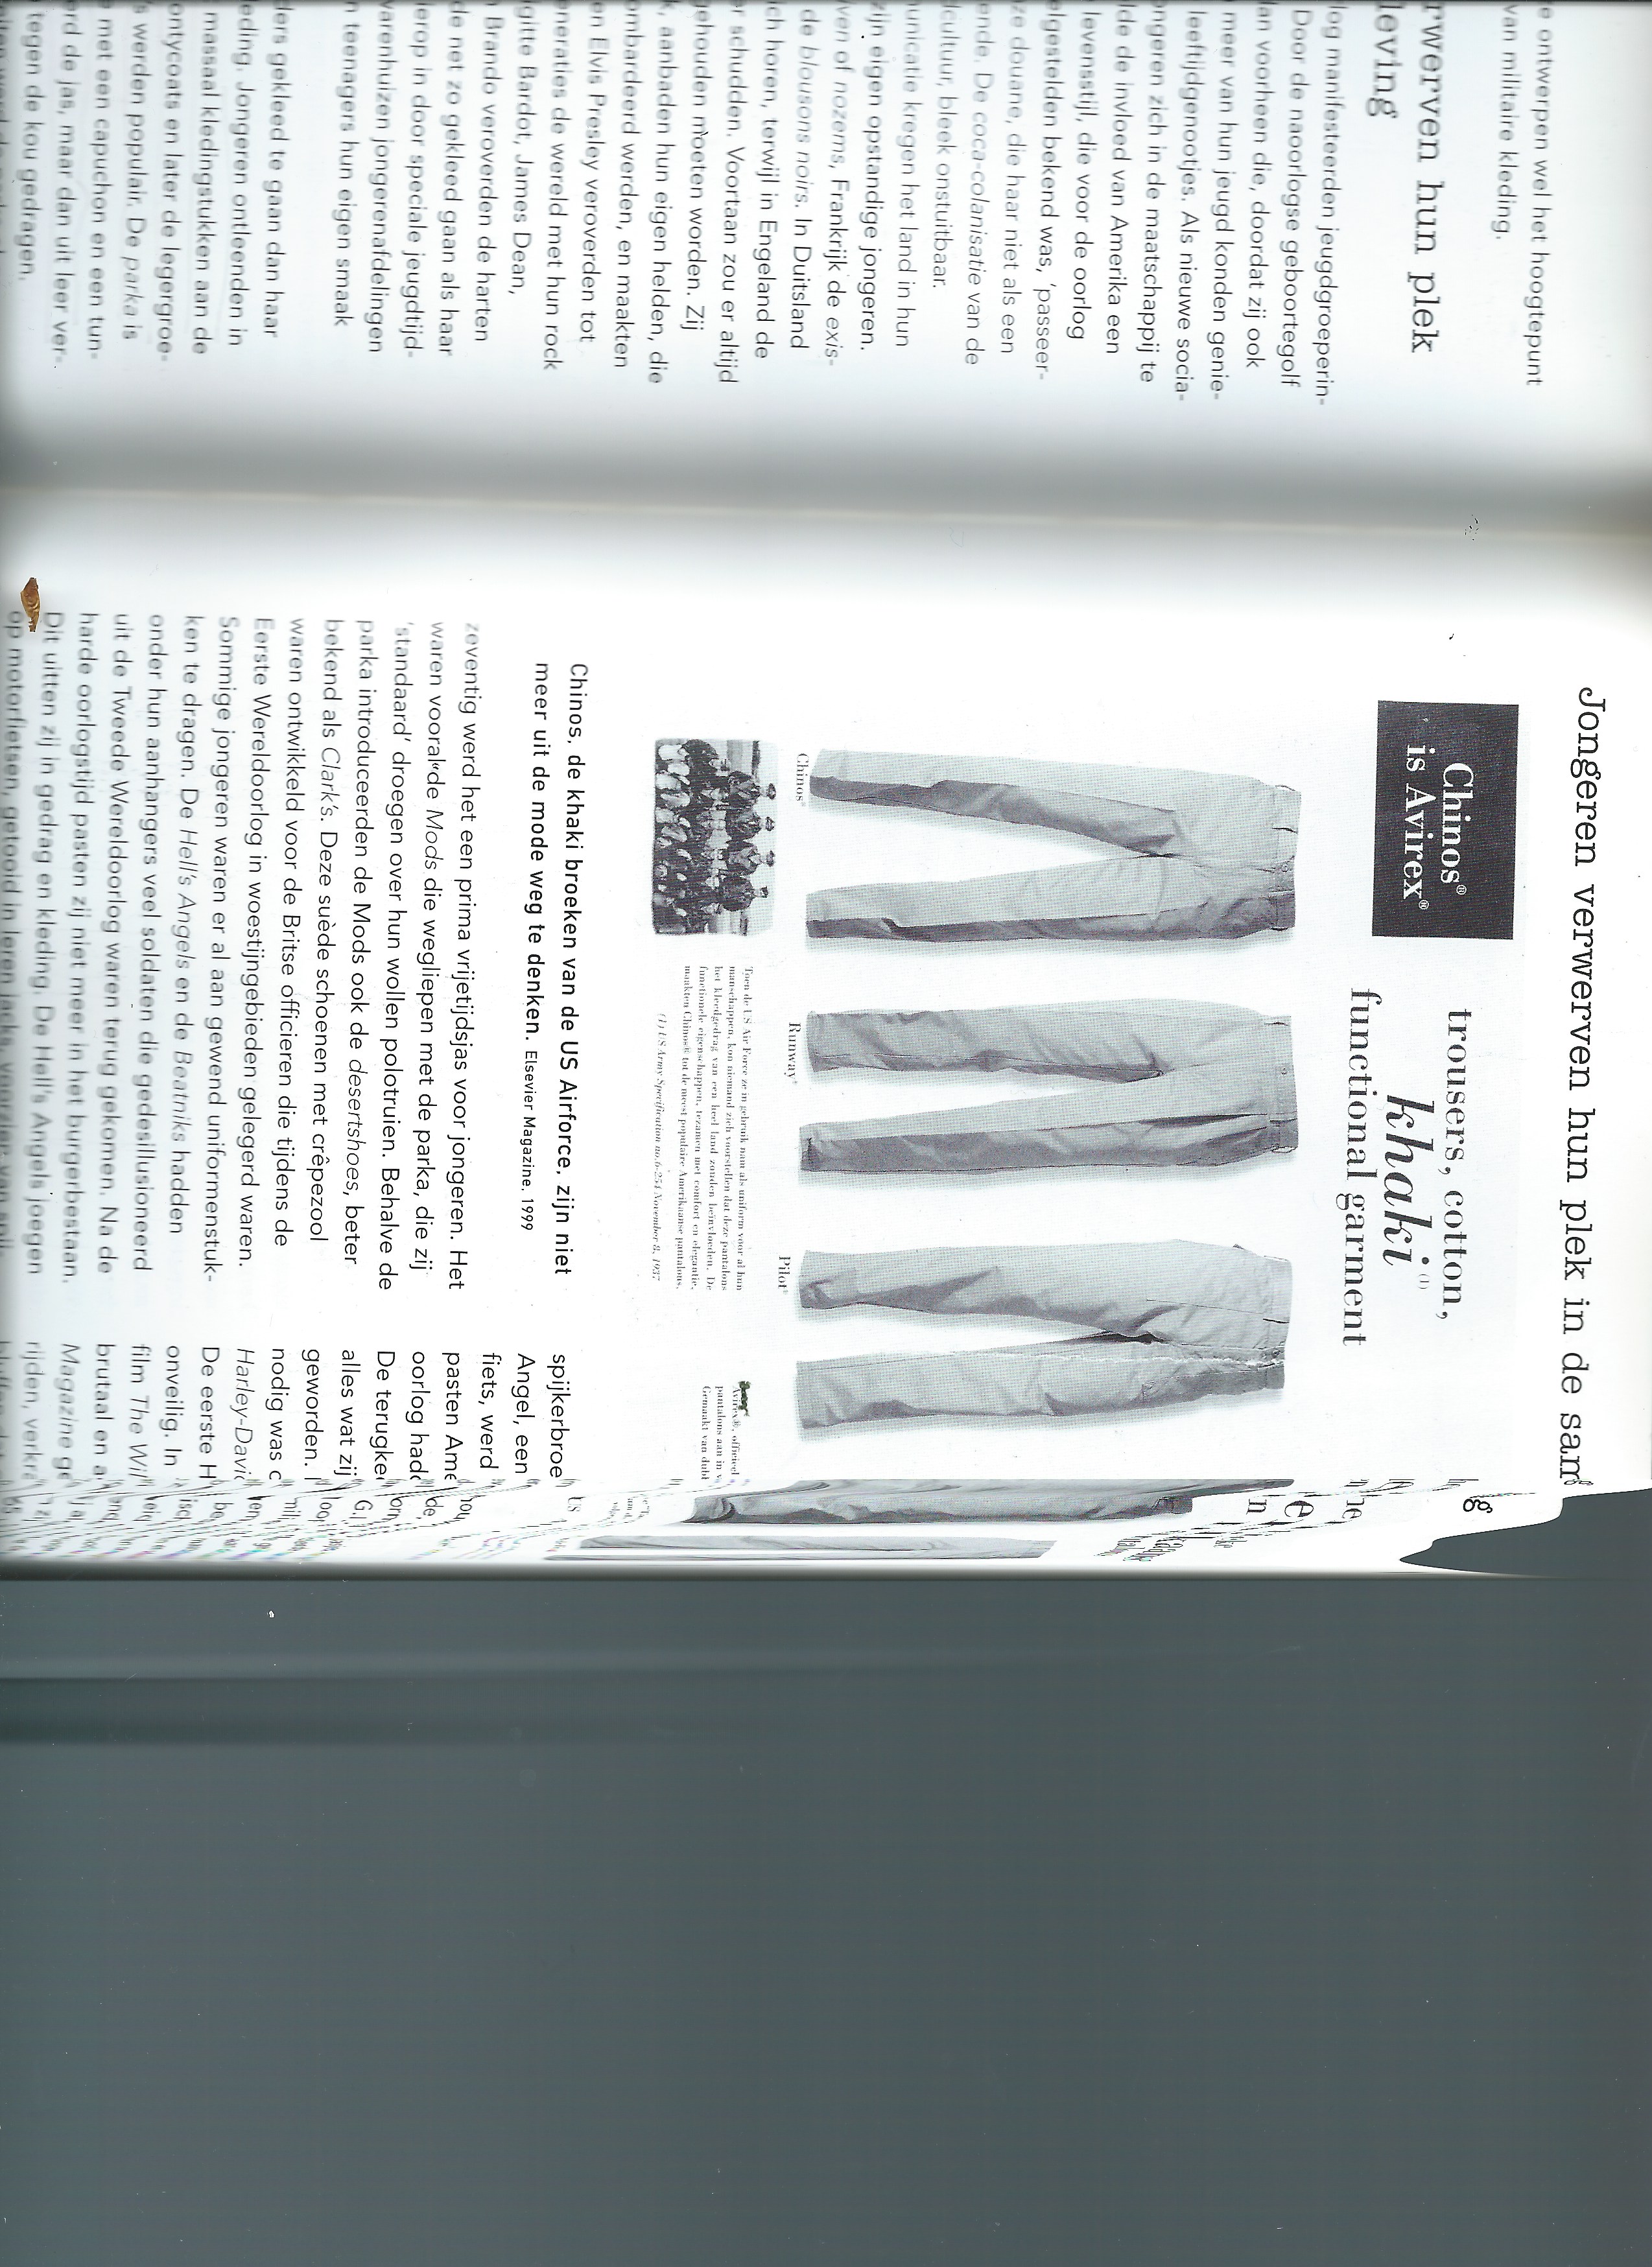 e ontwerpen wel het hoogtepunt
van militaire kleding.
rwerven hun plek
leving
log manifesteerden jeugdgroeperin-
Door de naoorlogse geboortegolf
dan voorheen die, doordat zij ook
meer van hun jeugd konden genie-
leeftijdgenootjes. Als nieuwe socia-
ongeren zich in de maatschappij te
lde de invloed van Amerika een
levensstijl, die voor de oorlog
elgestelden bekend was, 'passeer-
ze douane, die haar niet als een
ende. De coca-colanisatie van de
dcultuur, bleek onstuitbaar.
nunicatie kregen het land in hun
zijn eigen opstandige jongeren.
ven of nozems, Frankrijk de exis-
de blousons noirs. In Duitsland
ich horen, terwijl in Engeland de
er schudden. Voortaan zou er altijd
gehouden moeten worden. Zij
k, aanbaden hun eigen helden, die
ombardeerd werden, en maakten
en Elvis Presley veroverden tot
eneraties de wereld met hun rock
gitte Bardot, James Dean,
Brando veroverden de harten
de net zo gekleed gaan als haar
ierop in door speciale jeugdtijd-
varenhuizen jongerenafdelingen
n teenagers hun eigen smaak
ders gekleed te gaan dan haar
leding. Jongeren ontleenden in
massaal kledingstukken aan de
ontycoats en later de legergroe-
's werden populair. De parka is
met een capuchon en een tun-
erd de jas, maar dan uit leer ver-
tegen de kou gedragen.
Jongeren verwerven hun plek in de sam
Chinos®
is Avirex®
trousers, cotton,
khaki (1)
functional garment
Chinos®
Runway®
Pilot®
Toen de US Air Force ze in gebruik nam als uniform voor al hun
manschappen, kon niemand zich voorstellen dat deze pantalons
het kleedgedrag van een heel land zouden beïnvloeden. De
functionele eigenschappen, tezamen met comfort en elegantie,
maakten Chinos® tot de meest populaire Amerikaanse pantalons.
(1) US Army Specification no.6-254 November 8, 1937
Avirex®, officieel
pantalons aan in v
Gemaakt van dubl
Chinos, de khaki broeken van de US Airforce, zijn niet
meer uit de mode weg te denken. Elsevier Magazine, 1999
zeventig werd het een prima vrijetijdsjas voor jongeren. Het
waren vooral de Mods die wegliepen met de parka, die zij
'standaard' droegen over hun wollen polotruien. Behalve de
parka introduceerden de Mods ook de desertshoes, beter
bekend als Clark's. Deze suède schoenen met crêpezool
waren ontwikkeld voor de Britse officieren die tijdens de
Eerste Wereldoorlog in woestijngebieden gelegerd waren.
Sommige jongeren waren er al aan gewend uniformenstuk-
ken te dragen. De Hell's Angels en de Beatniks hadden
onder hun aanhangers veel soldaten die gedesillusioneerd
uit de Tweede Wereldoorlog waren terug gekomen. Na de
harde oorlogstijd pasten zij niet meer in het burgerbestaan.
Dit uitten zij in gedrag en kleding. De Hell's Angels joegen
op motorfietsen, getooid in leren jacks, voorzien van
spijkerbroe
Angel, een
fiets, werd
pasten Ame
oorlog hadd
De terugke
alles wat zij
geworden.
nodig was
Harley-David
De eerste H
onveilig. In
film The Wil
brutaal en a
Magazine ge
rijden, verkr